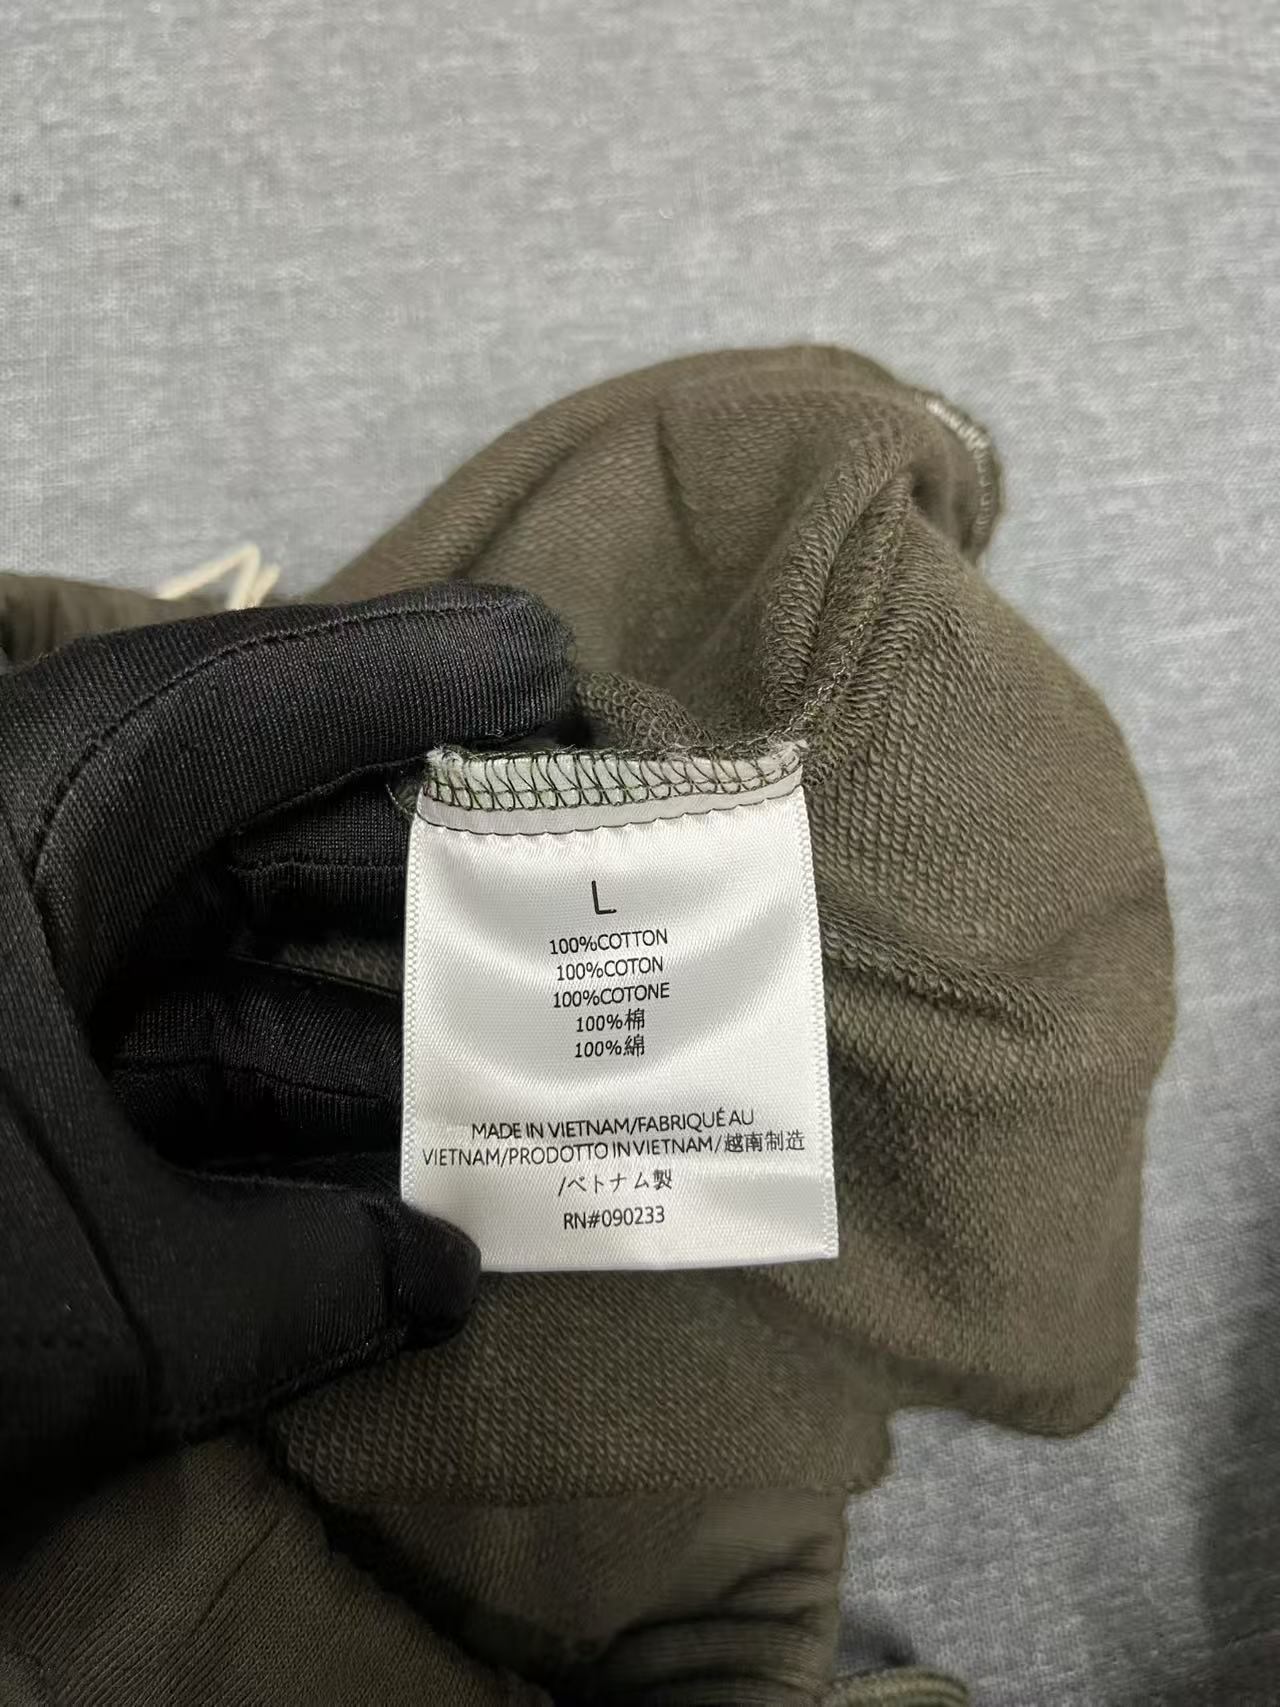 L
100%COTTON
100%COTON
100%COTONE
100%棉
100%綿
MADE IN VIETNAM/FABRIQUÉ AU
VIETNAM/PRODOTTO IN VIETNAM/越南制造
/ベトナム製
RN#090233